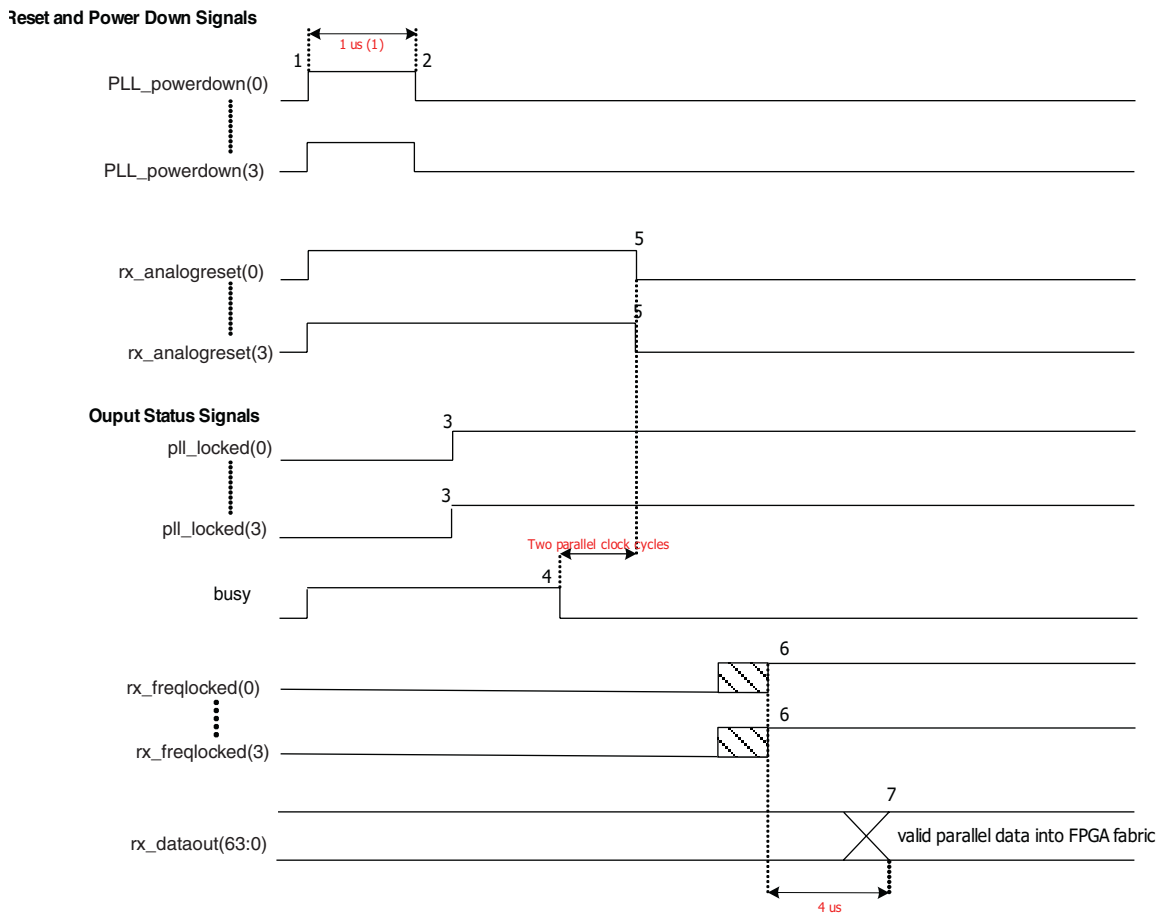 Reset and Power Down Signals
1 us (1)
1
2
PLL_powerdown(0)
PLL_powerdown(3)
5
rx_analogreset(0)
5
rx_analogreset(3)
Ouput Status Signals
3
pll_locked(0)
3
pll_locked(3)
Two parallel clock cycles
4
busy
6
rx_freqlocked(0)
6
rx_freqlocked(3)
7
rx_dataout(63:0)
valid parallel data into FPGA fabric
4 us